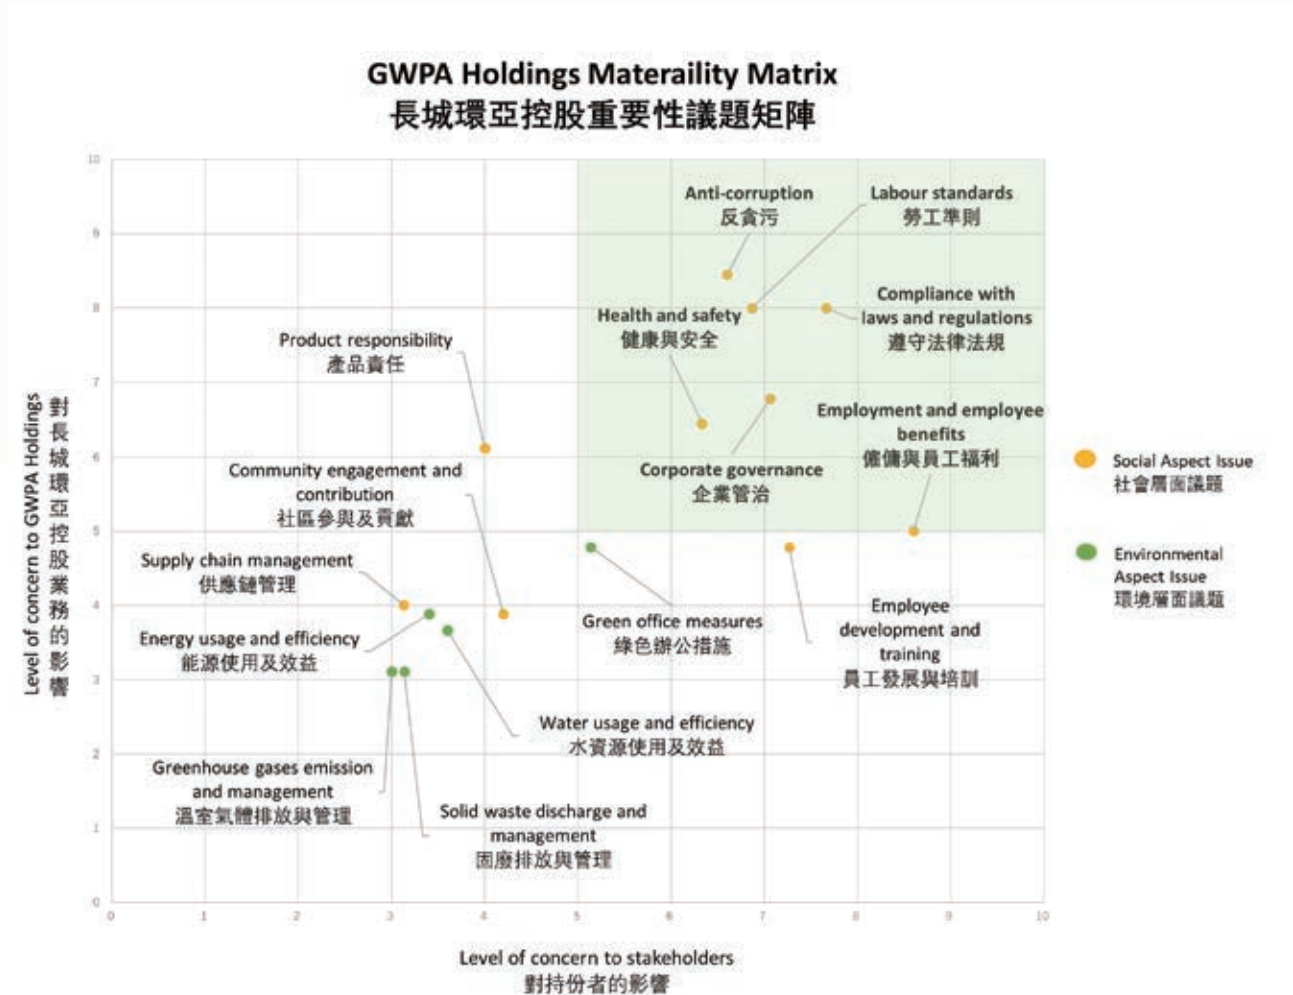 GWPA Holdings Materaility Matrix
長城環亞控股重要性議題矩陣
10
9
8
7
6
5
4
3
2
1
0
Level of concern to GWPA Holdings
對長城環亞控股業務的影響
Anti-corruption
反貪污
Labour standards
勞工準則
Compliance with
laws and regulations
遵守法律法規
Health and safety
健康與安全
Product responsibility
產品責任
Employment and employee
benefits
僱傭與員工福利
Corporate governance
企業管治
Community engagement and
contribution
社區參與及貢獻
Supply chain management
供應鏈管理
Energy usage and efficiency
能源使用及效益
Green office measures
綠色辦公措施
Employee
development and
training
員工發展與培訓
Water usage and efficiency
水資源使用及效益
Greenhouse gases emission
and management
溫室氣體排放與管理
Solid waste discharge and
management
固廢排放與管理
0 1 2 3 4 5 6 7 8 9 10
Level of concern to stakeholders
對持份者的影響
Social Aspect Issue
社會層面議題
Environmental
Aspect Issue
環境層面議題